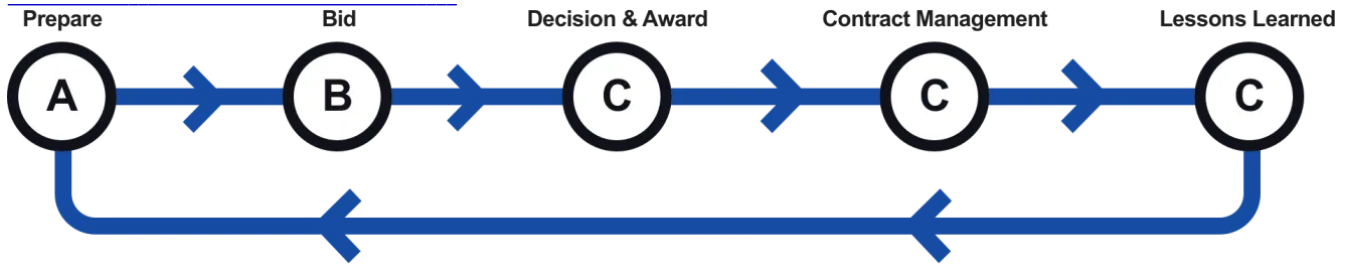 Prepare Bid Decision & Award Contract Management Lessons Learned
A B C C C